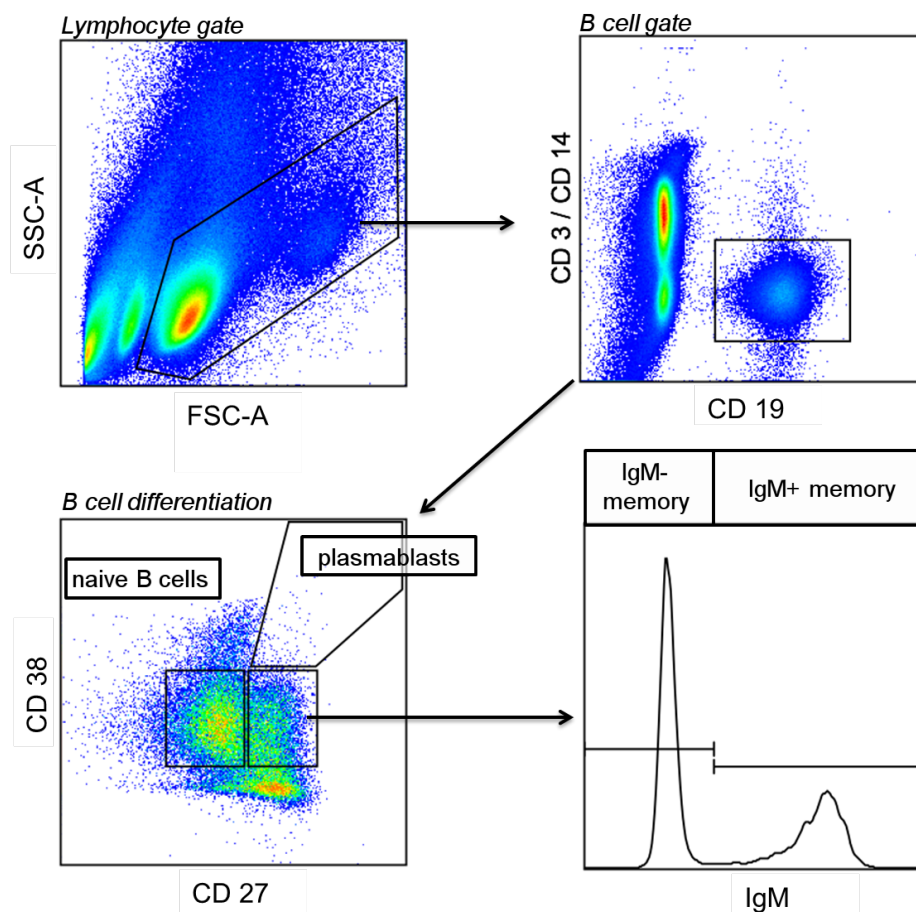 Lymphocyte gate
SSC-A
FSC-A
B cell gate
CD 3 / CD 14
CD 19
B cell differentiation
naive B cells
plasmablasts
CD 38
CD 27
IgM-
memory
IgM+ memory
IgM